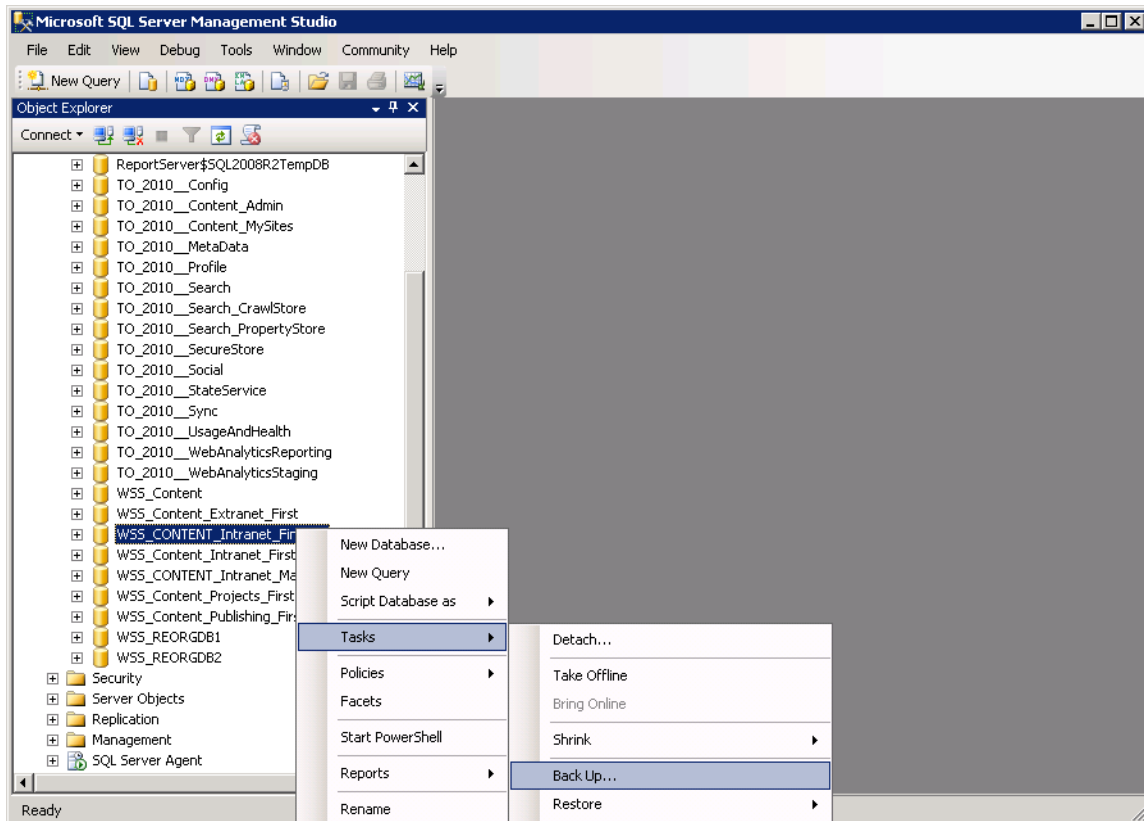 Microsoft SQL Server Management Studio
File Edit View Debug Tools Window Community Help
New Query
Object Explorer
Connect
ReportServer$SQL2008R2TempDB
TO_2010__Config
TO_2010__Content_Admin
TO_2010__Content_MySites
TO_2010__MetaData
TO_2010__Profile
TO_2010__Search
TO_2010__Search_CrawlStore
TO_2010__Search_PropertyStore
TO_2010__SecureStore
TO_2010__Social
TO_2010__StateService
TO_2010__Sync
TO_2010__UsageAndHealth
TO_2010__WebAnalyticsReporting
TO_2010__WebAnalyticsStaging
WSS_Content
WSS_Content_Extranet_First
WSS_CONTENT_Intranet_Fir
WSS_Content_Intranet_First
WSS_CONTENT_Intranet_Ma
WSS_Content_Projects_First
WSS_Content_Publishing_Fir
WSS_REORGDB1
WSS_REORGDB2
Security
Server Objects
Replication
Management
SQL Server Agent
Ready
New Database...
New Query
Script Database as
Tasks
Policies
Facets
Start PowerShell
Reports
Rename
Detach...
Take Offline
Bring Online
Shrink
Back Up...
Restore